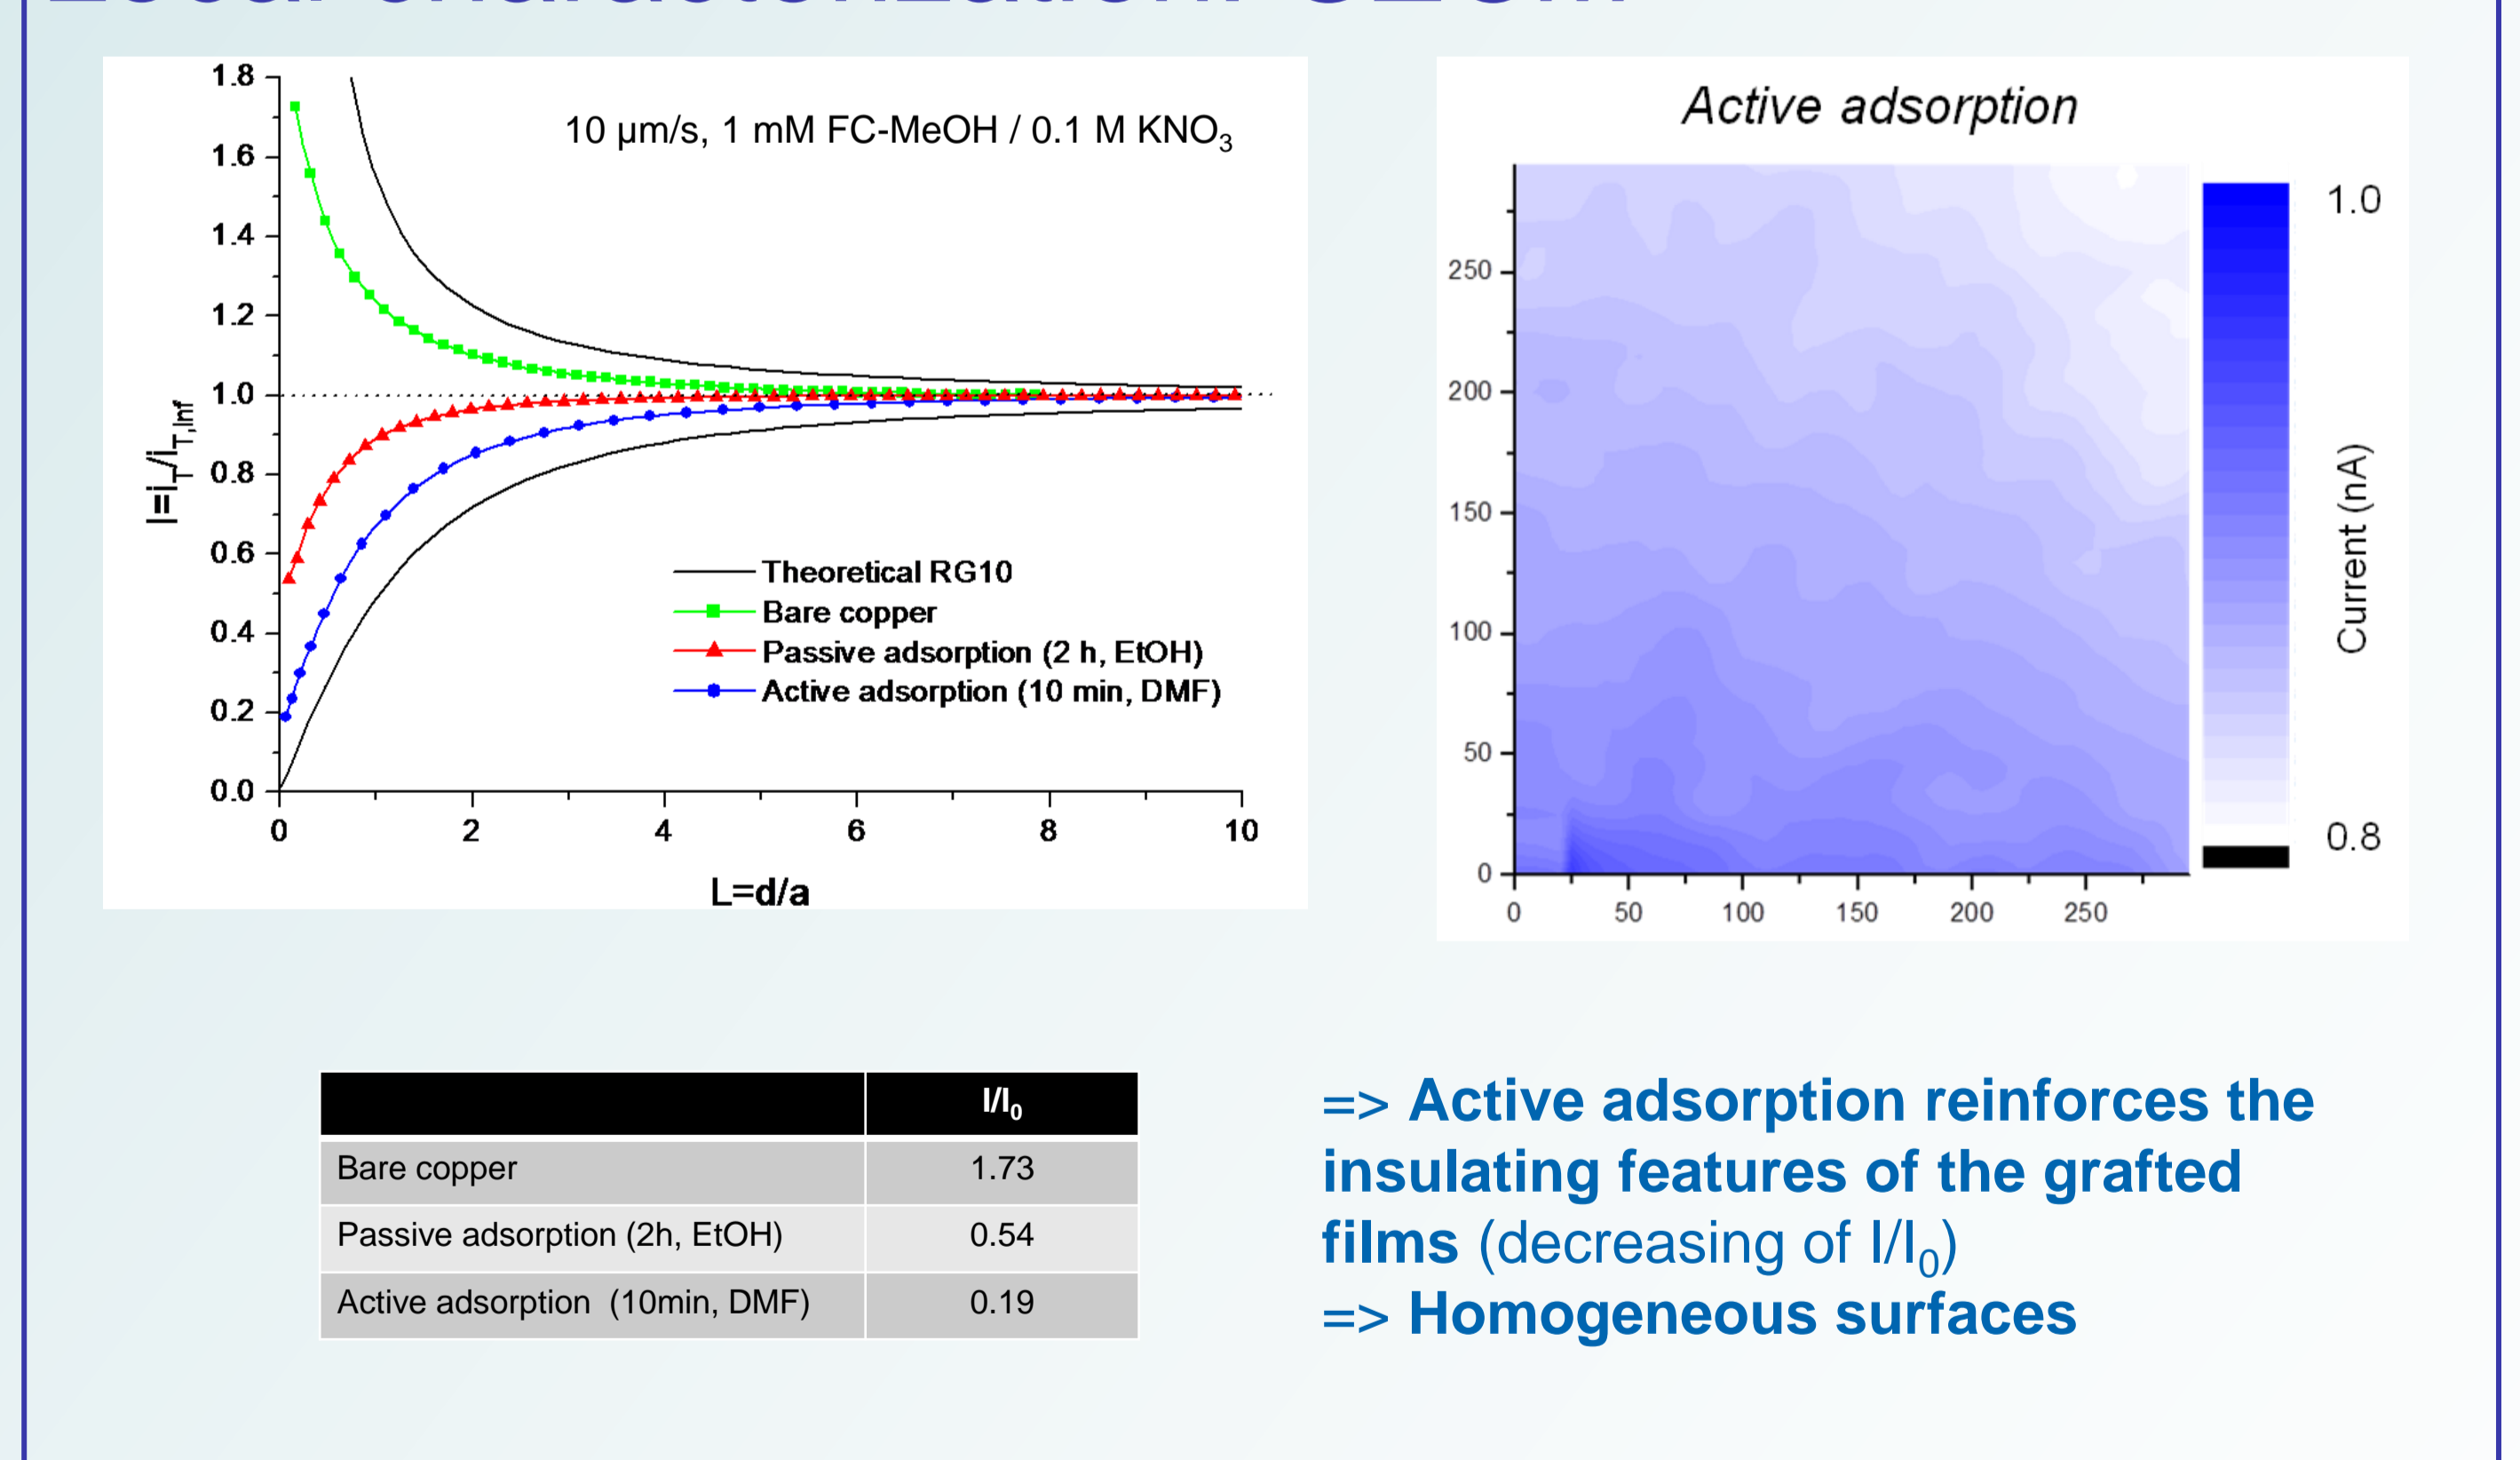 10 µm/s, 1 mM FC-MeOH / 0.1 M KNO3
1.8
1.6
1.4
1.2
1.0
0.8
0.6
0.4
0.2
0.0
I=iT/iT,Inf
Theoretical RG10
Bare copper
Passive adsorption (2 h, EtOH)
Active adsorption (10 min, DMF)
0 2 4 6 8 10
L=d/a
Active adsorption
250
200
150
100
50
0
0 50 100 150 200 250
1.0
Current (nA)
0.8
I/I0
Bare copper 1.73
Passive adsorption (2h, EtOH) 0.54
Active adsorption (10min, DMF) 0.19
=> Active adsorption reinforces the
insulating features of the grafted
films (decreasing of I/I0)
=> Homogeneous surfaces